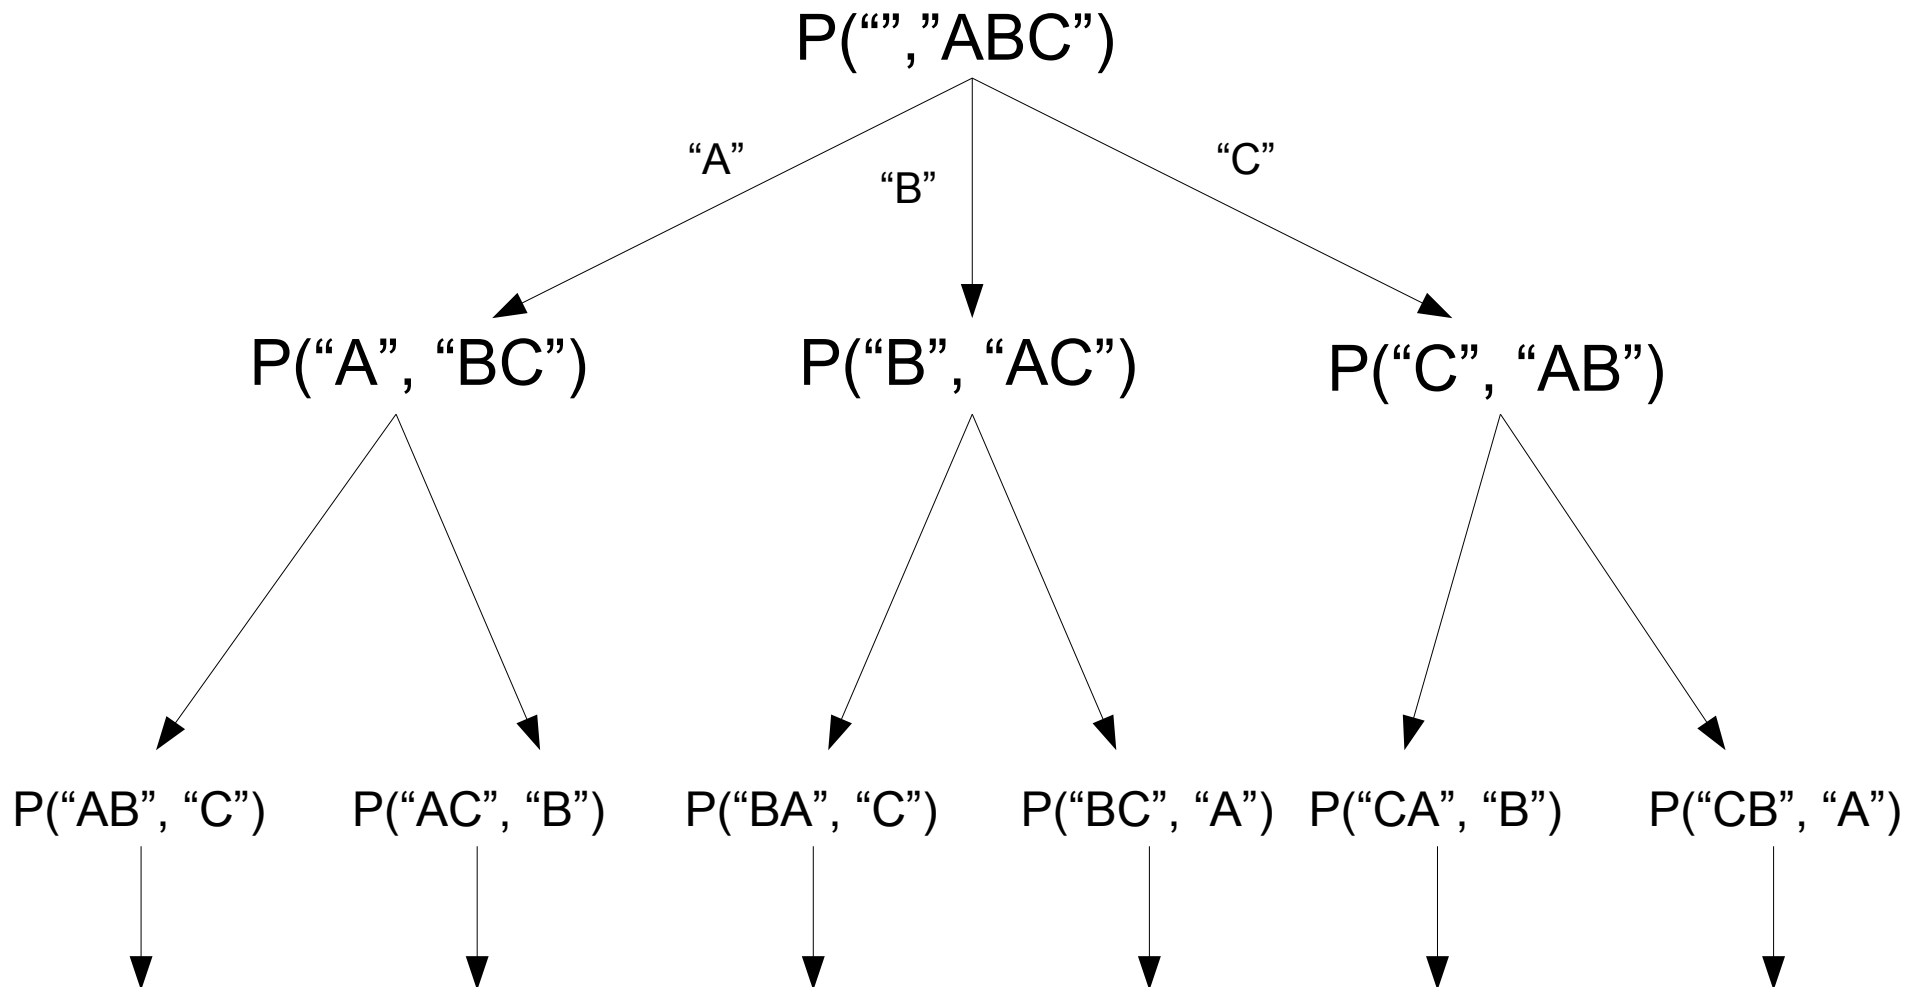 P(“”,”ABC”)
“A”
“B”
“C”
P(“A”, “BC”)
P(“B”, “AC”)
P(“C”, “AB”)
P(“AB”, “C”)
P(“AC”, “B”)
P(“BA”, “C”)
P(“BC”, “A”)
P(“CA”, “B”)
P(“CB”, “A”)